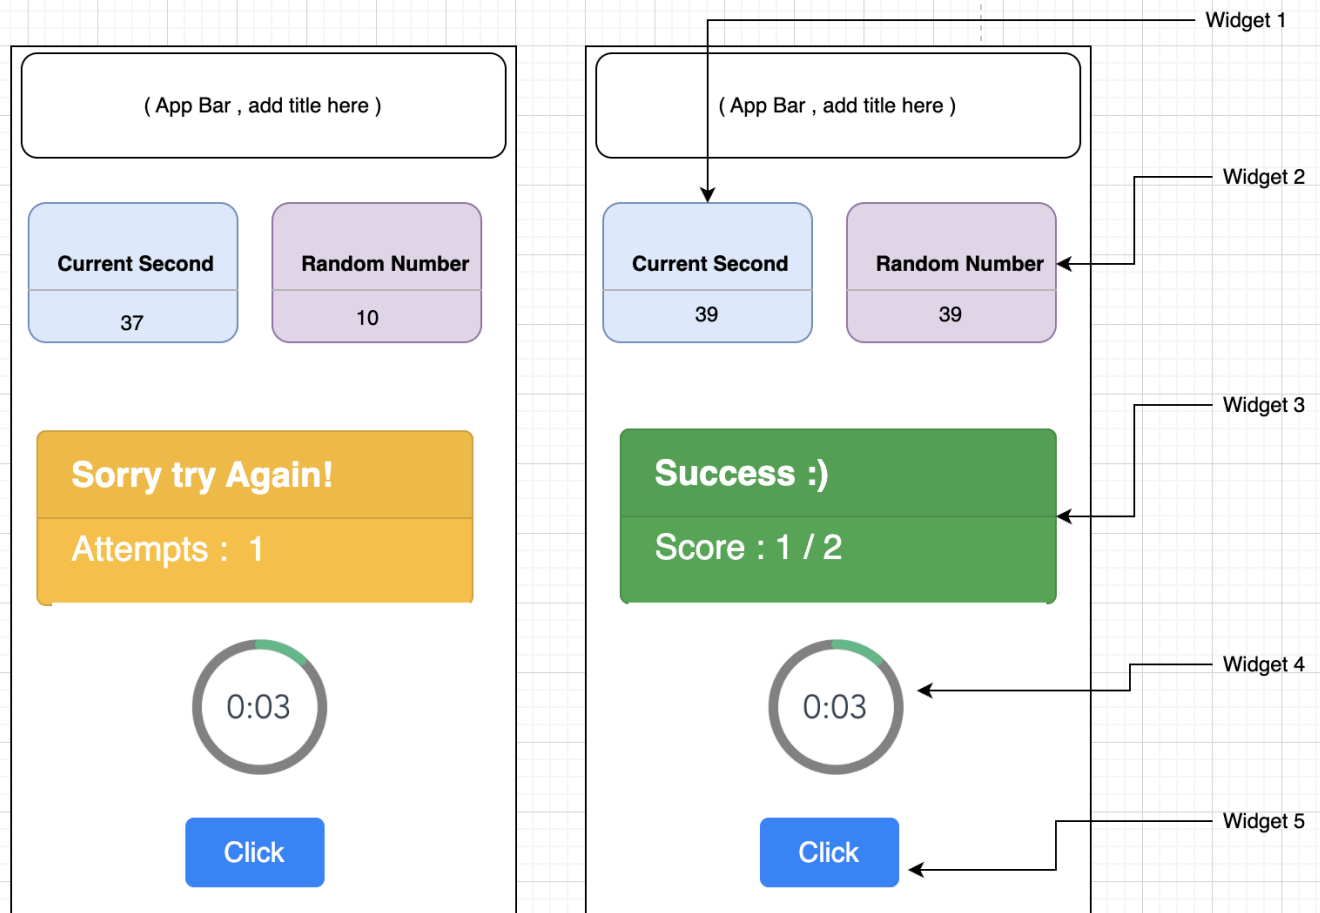 Widget 1
( App Bar , add title here )
( App Bar , add title here )
Widget 2
Current Second
Random Number
Current Second
Random Number
37
10
39
39
Widget 3
Sorry try Again!
Attempts : 1
Success :)
Score : 1 / 2
Widget 4
0:03
0:03
Widget 5
Click
Click